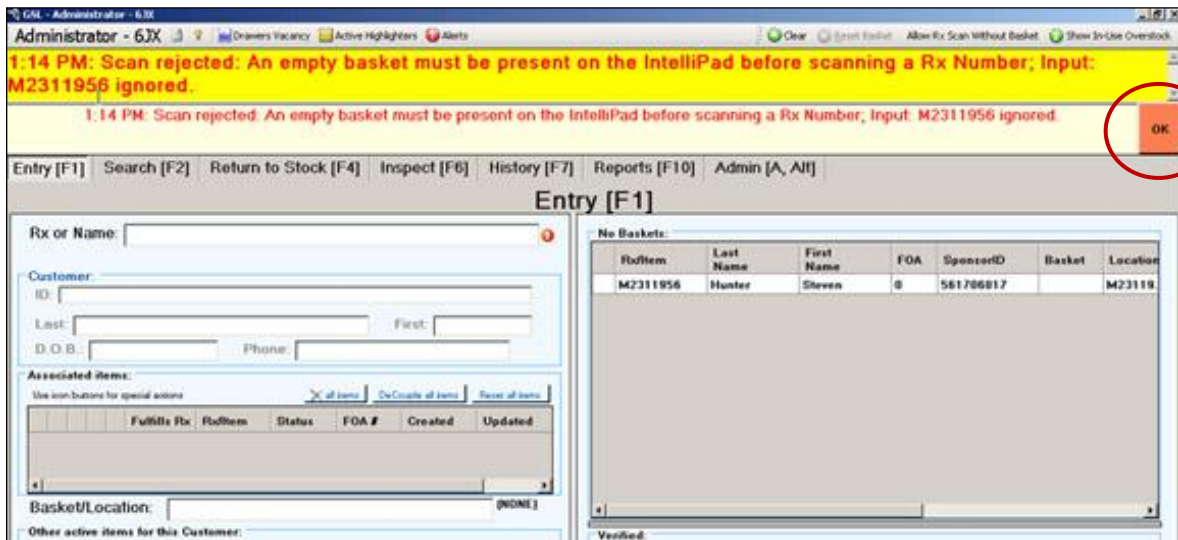 GSL - Administrator - 6JX
Administrator - 6JX Drawers Vacancy Active Highlighters Alerts Clear Reset Basket Allow Rx Scan Without Basket Show In-Use Overstock
1:14 PM: Scan rejected: An empty basket must be present on the IntelliPad before scanning a Rx Number; Input:
M2311956 ignored.
1:14 PM: Scan rejected: An empty basket must be present on the IntelliPad before scanning a Rx Number; Input: M2311956 ignored.
OK
Entry [F1] Search [F2] Return to Stock [F4] Inspect [F6] History [F7] Reports [F10] Admin [A, Alt]
Entry [F1]
Rx or Name:
Customer:
ID:
Last: First:
D.O.B.: Phone:
Associated items:
Use icon buttons for special actions X all items DeCouple all items Reset all items
Fulfills Rx RxItem Status FOA # Created Updated
Basket/Location: (NONE)
Other active items for this Customer:
No Baskets:
RxItem Last Name First Name FOA SponsorID Basket Location
M2311956 Hunter Steven 0 561706817 M23119.
Verified: